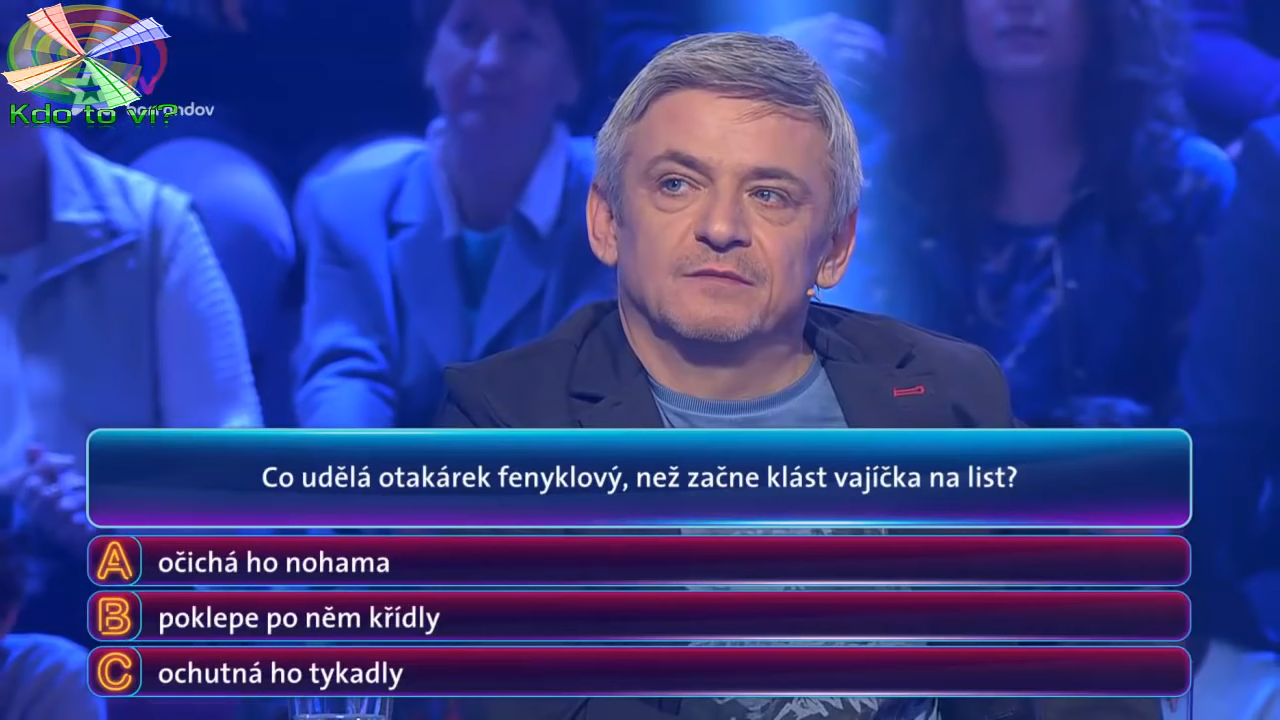 Kdo to ví?
Co udělá otakárek fenyklový, než začne klást vajíčka na list?
A očichá ho nohama
B poklepe po něm křídly
C ochutná ho tykadly